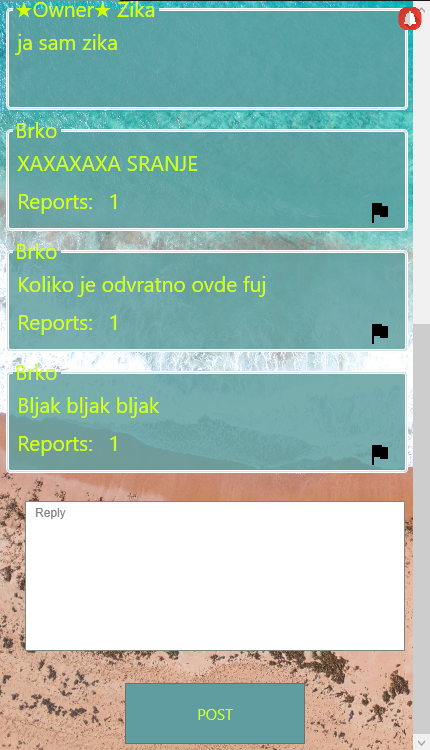 ★Owner★ Zika
ja sam zika
Brko
XAXAXAXA SRANJE
Reports: 1
Brko
Koliko je odvratno ovde fuj
Reports: 1
Brko
Bljak bljak bljak
Reports: 1
Reply
POST